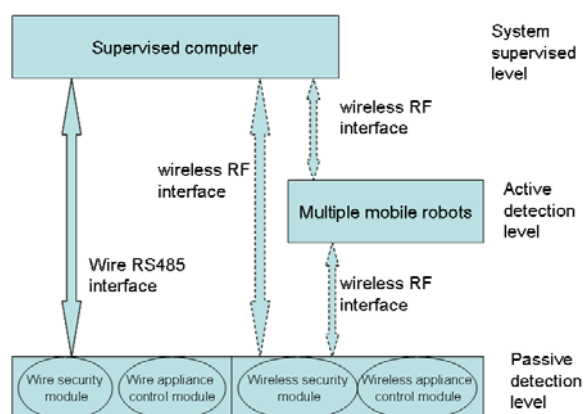 Supervised computer
System
supervised
level
wireless RF
interface
wireless RF
interface
Multiple mobile robots
Active
detection
level
Wire RS485
interface
wireless RF
interface
Wire security
module
Wire appliance
control module
Wireless security
module
Wireless appliance
control module
Passive
detection
level